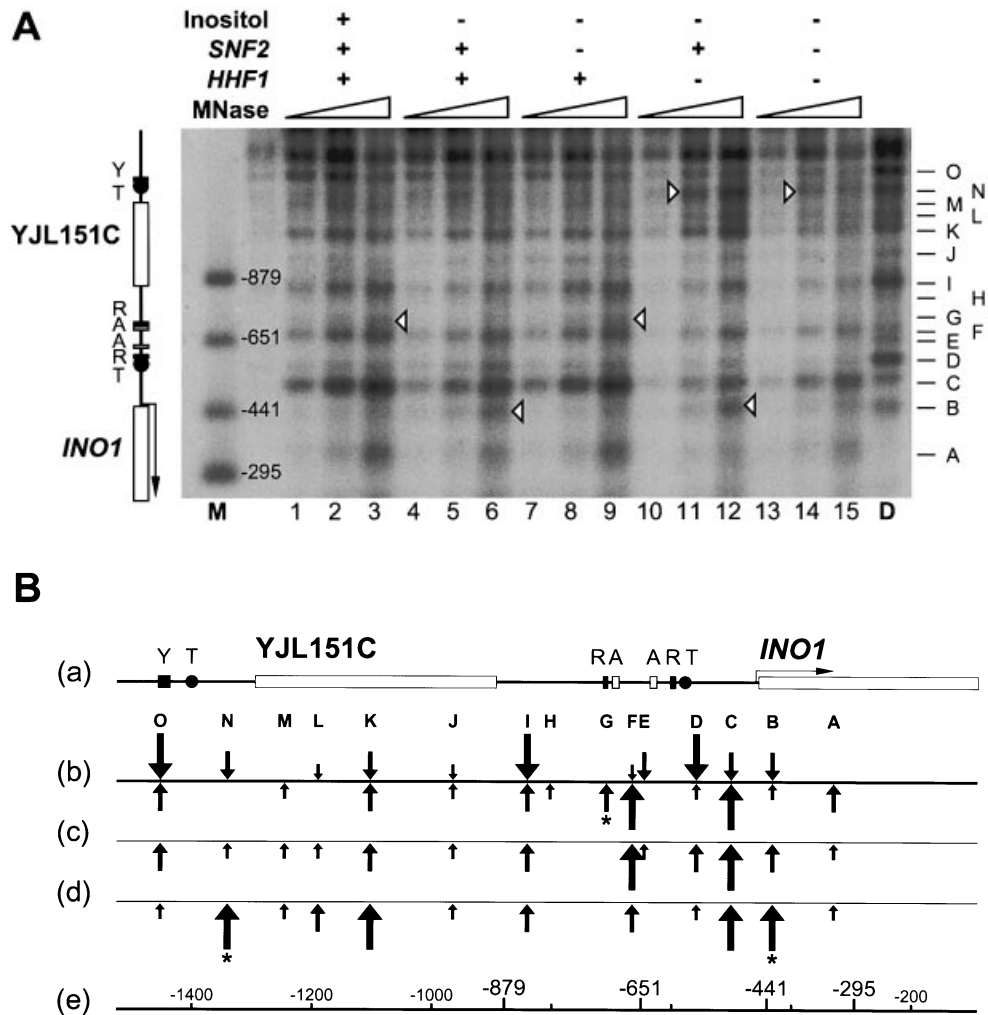 A
Inositol + - - - -
SNF2 + + - + -
HHF1 + + + - -
MNase
Y
T
YJL151C
R
A
A
R
T
INO1
-879
-651
-441
-295
O
N
M
L
K
J
I
H
G
F
E
D
C
B
A
M 1 2 3 4 5 6 7 8 9 10 11 12 13 14 15 D
B
(a) Y T YJL151C R A A R T INO1
O N M L K J I H G F E D C B A
(b)
*
(c)
(d)
* *
(e) -1400 -1200 -1000 -879 -651 -441 -295 -200